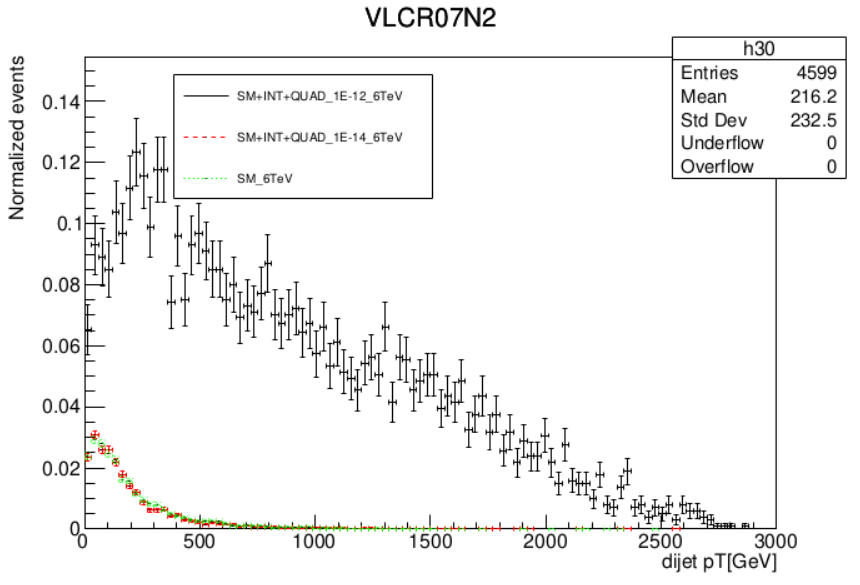 VLCR07N2
h30
Entries 4599
Mean 216.2
Std Dev 232.5
Underflow 0
Overflow 0
SM+INT+QUAD_1E-12_6TeV
SM+INT+QUAD_1E-14_6TeV
SM_6TeV
Normalized events
0.14
0.12
0.1
0.08
0.06
0.04
0.02
0
0 500 1000 1500 2000 2500 3000
dijet pT[GeV]